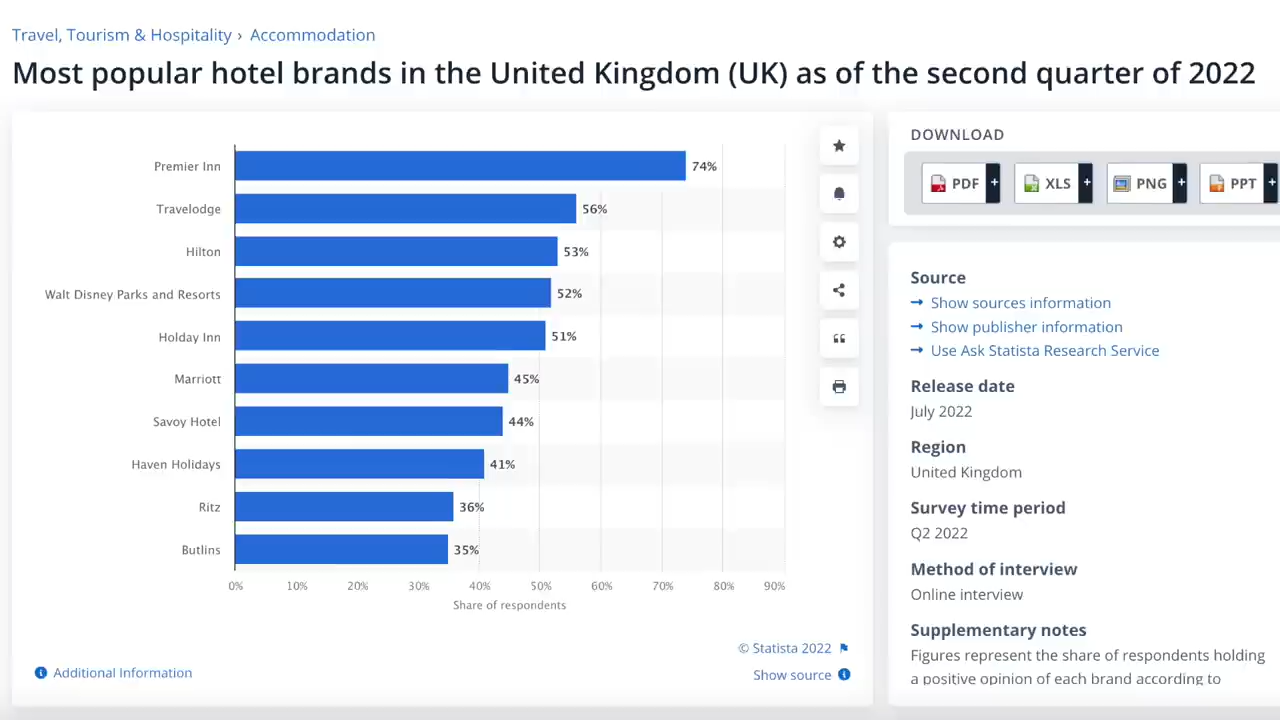 Travel, Tourism & Hospitality › Accommodation
Most popular hotel brands in the United Kingdom (UK) as of the second quarter of 2022
Premier Inn 74%
Travelodge 56%
Hilton 53%
Walt Disney Parks and Resorts 52%
Holday Inn 51%
Marriott 45%
Savoy Hotel 44%
Haven Holidays 41%
Ritz 36%
Butlins 35%
0% 10% 20% 30% 40% 50% 60% 70% 80% 90%
Share of respondents
© Statista 2022
Additional Information
Show source
DOWNLOAD
PDF + XLS + PNG + PPT +
Source
Show sources information
Show publisher information
Use Ask Statista Research Service
Release date
July 2022
Region
United Kingdom
Survey time period
Q2 2022
Method of interview
Online interview
Supplementary notes
Figures represent the share of respondents holding
a positive opinion of each brand according to